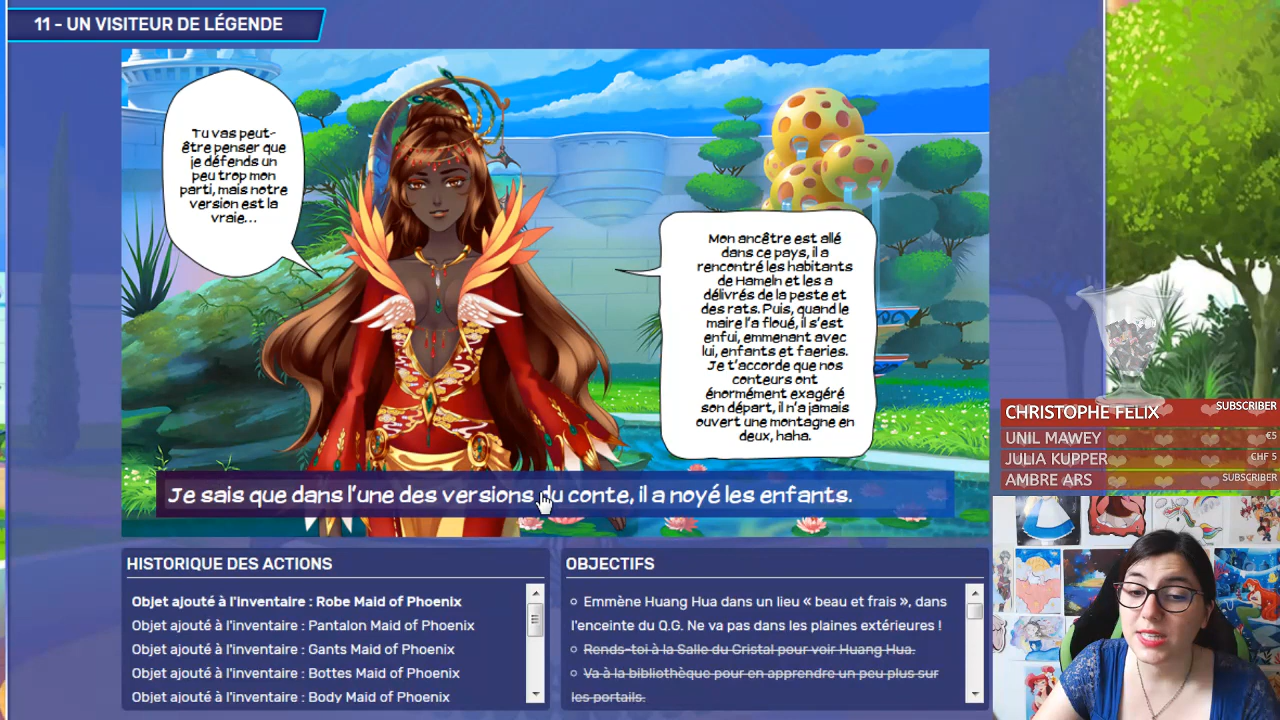 11 - UN VISITEUR DE LÉGENDE
Tu vas peut-
être penser que
je défends un
peu trop mon
parti, mais notre
version est la
vraie...
Mon ancêtre est allé
dans ce pays, il a
rencontré les habitants
de Hameln et les a
délivrés de la peste et
des rats. Puis, quand le
maire l'a floué, il s'est
enfui, emmenant avec
lui, enfants et faeries.
Je t'accorde que nos
conteurs ont
énormément exagéré
son départ, il n'a jamais
ouvert une montagne en
deux, haha.
Je sais que dans l'une des versions du conte, il a noyé les enfants.
HISTORIQUE DES ACTIONS
Objet ajouté à l'inventaire : Robe Maid of Phoenix
Objet ajouté à l'inventaire : Pantalon Maid of Phoenix
Objet ajouté à l'inventaire : Gants Maid of Phoenix
Objet ajouté à l'inventaire : Bottes Maid of Phoenix
Objet ajouté à l'inventaire : Body Maid of Phoenix
OBJECTIFS
Emmène Huang Hua dans un lieu « beau et frais », dans
l'enceinte du Q.G. Ne va pas dans les plaines extérieures !
Rends-toi à la Salle du Cristal pour voir Huang Hua.
Va à la bibliothèque pour en apprendre un peu plus sur
les portails.
CHRISTOPHE FELIX SUBSCRIBER
UNIL MAWEY €5
JULIA KUPPER CHF 5
AMBRE ARS SUBSCRIBER